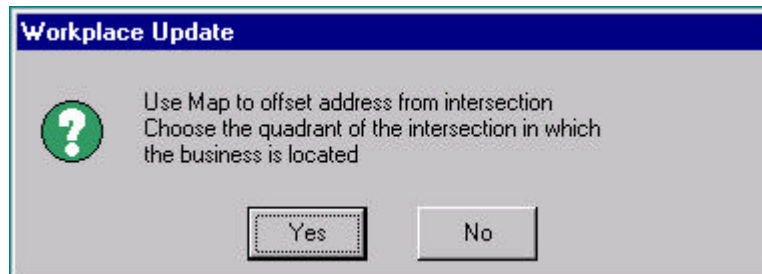 Workplace Update
Use Map to offset address from intersection
Choose the quadrant of the intersection in which
the business is located
Yes No